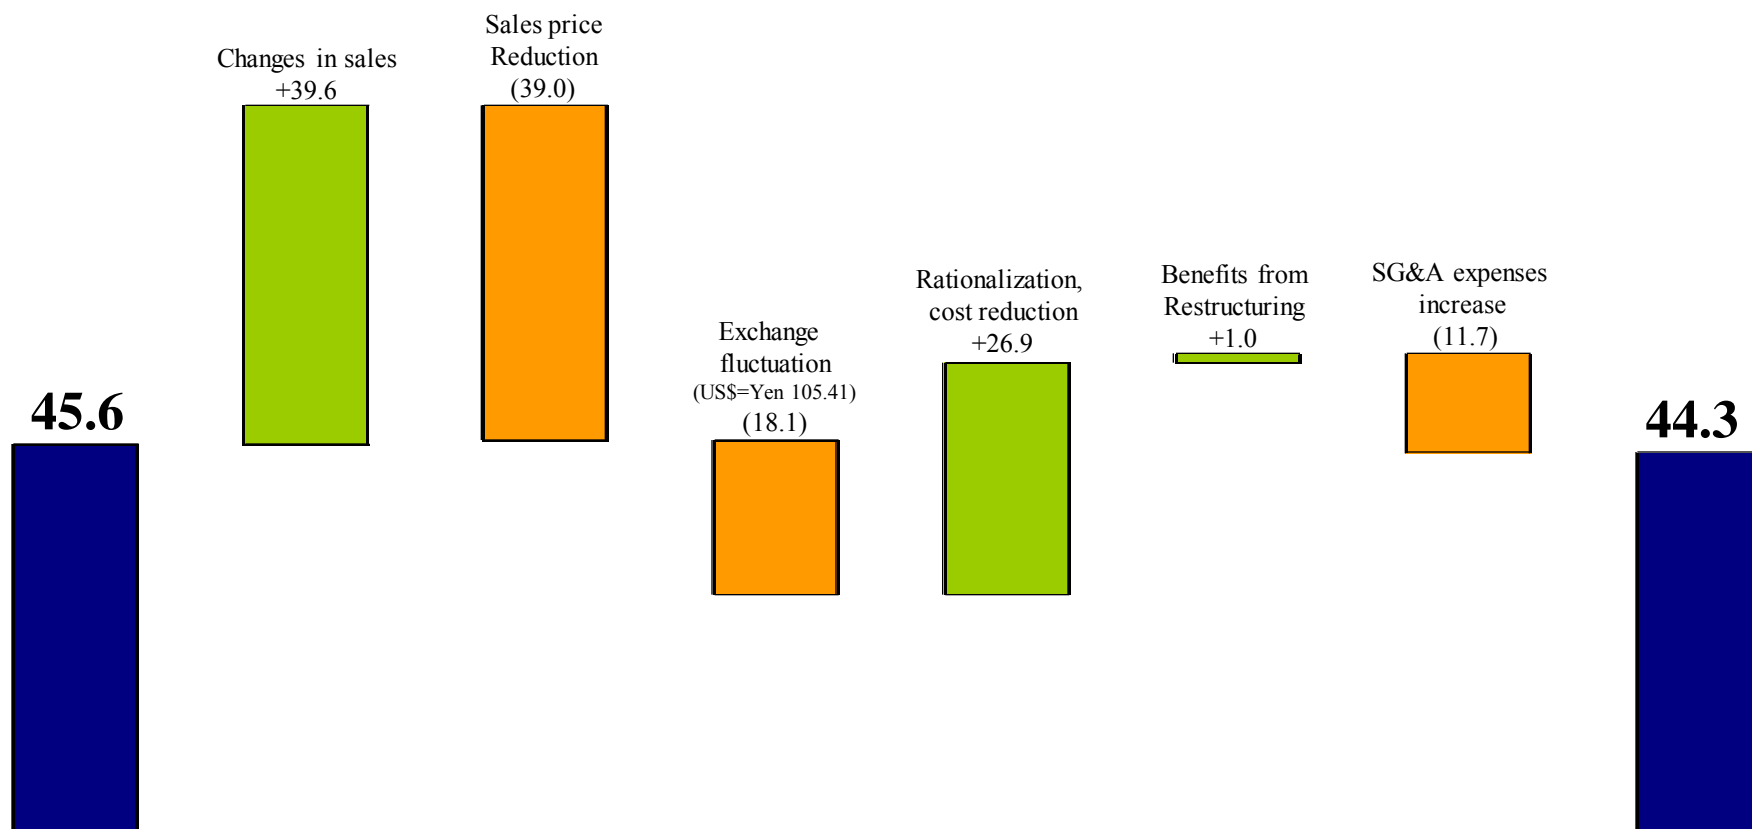 45.6
Changes in sales
+39.6
Sales price
Reduction
(39.0)
Exchange
fluctuation
(US$=Yen 105.41)
(18.1)
Rationalization,
cost reduction
+26.9
Benefits from
Restructuring
+1.0
SG&A expenses
increase
(11.7)
44.3